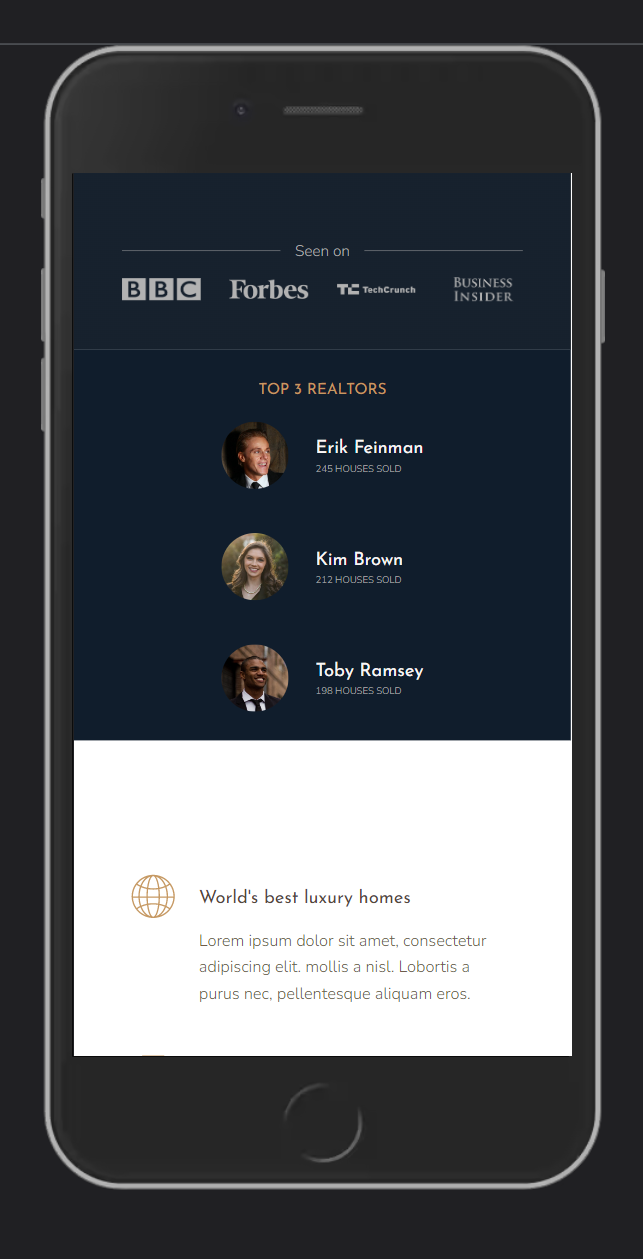 Seen on
BBC Forbes TechCrunch BUSINESS INSIDER
TOP 3 REALTORS
Erik Feinman
245 HOUSES SOLD
Kim Brown
212 HOUSES SOLD
Toby Ramsey
198 HOUSES SOLD
World's best luxury homes
Lorem ipsum dolor sit amet, consectetur
adipiscing elit. mollis a nisl. Lobortis a
purus nec, pellentesque aliquam eros.